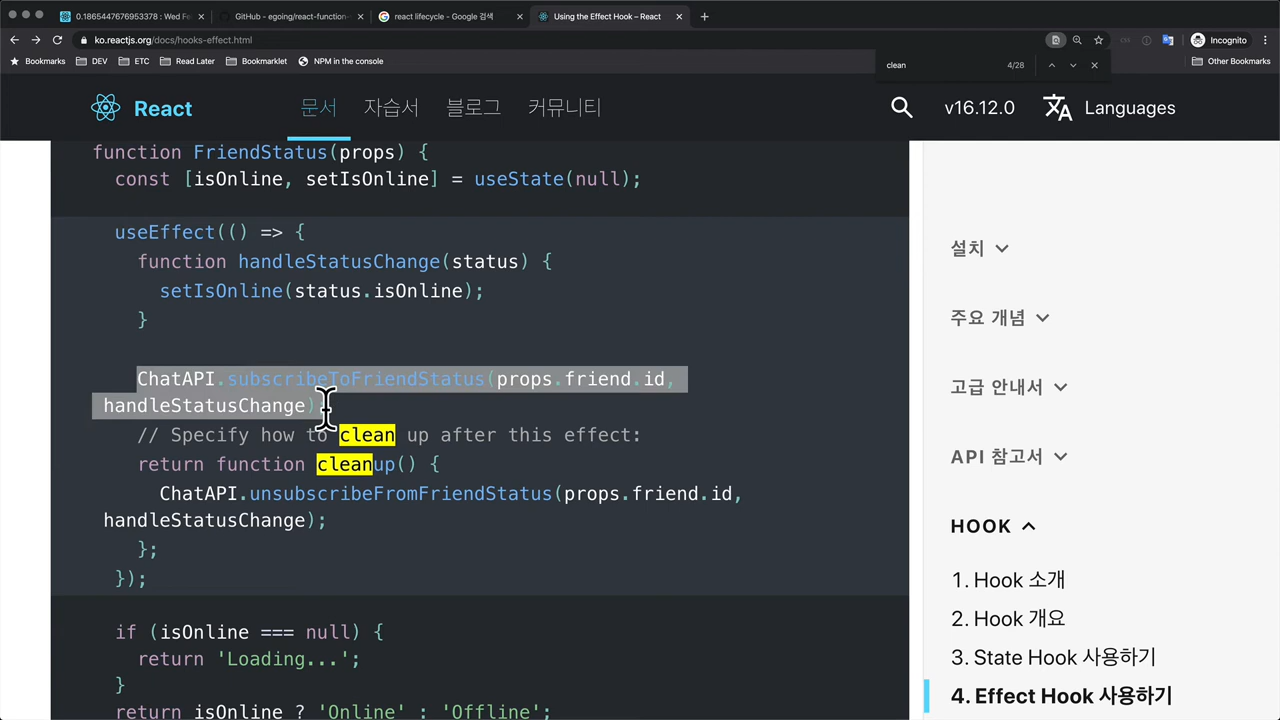 0.1865447676953378 : Wed Fe
GitHub - egoing/react-function-
react lifecycle - Google 검색
Using the Effect Hook – React
ko.reactjs.org/docs/hooks-effect.html
Incognito
Bookmarks
DEV
ETC
Read Later
Bookmarklet
NPM in the console
Other Bookmarks
clean
4/28
React
문서
자습서
블로그
커뮤니티
v16.12.0
Languages
function FriendStatus(props) {
const [isOnline, setIsOnline] = useState(null);
useEffect(() => {
function handleStatusChange(status) {
setIsOnline(status.isOnline);
}
ChatAPI.subscribeToFriendStatus(props.friend.id,
handleStatusChange);
// Specify how to clean up after this effect:
return function cleanup() {
ChatAPI.unsubscribeFromFriendStatus(props.friend.id,
handleStatusChange);
};
});
if (isOnline === null) {
return 'Loading...';
}
return isOnline ? 'Online' : 'Offline';
설치
주요 개념
고급 안내서
API 참고서
HOOK
1. Hook 소개
2. Hook 개요
3. State Hook 사용하기
4. Effect Hook 사용하기